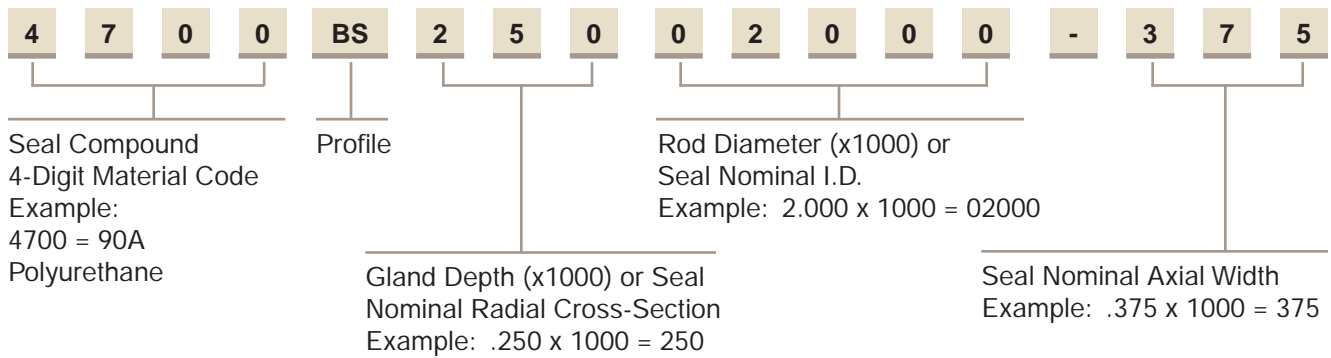 4 7 0 0 BS 2 5 0 0 2 0 0 0 - 3 7 5
Seal Compound
4-Digit Material Code
Example:
4700 = 90A
Polyurethane
Profile
Gland Depth (x1000) or Seal
Nominal Radial Cross-Section
Example: .250 x 1000 = 250
Rod Diameter (x1000) or
Seal Nominal I.D.
Example: 2.000 x 1000 = 02000
Seal Nominal Axial Width
Example: .375 x 1000 = 375